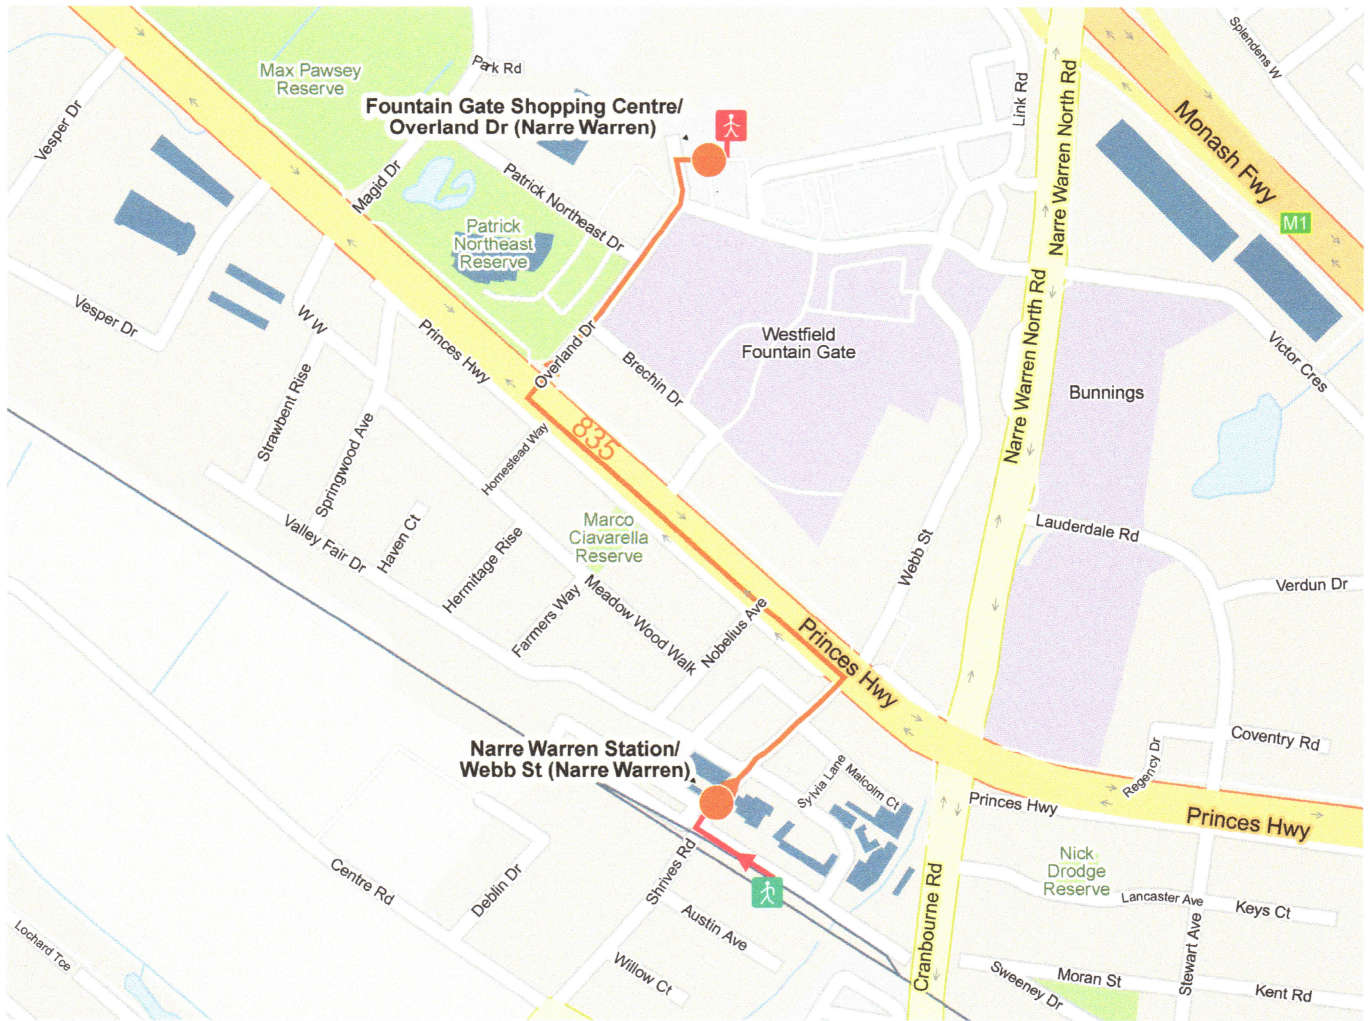 Splendens W
Park Rd
Max Pawsey
Reserve
Link Rd
Narre Warren North Rd
Monash Fwy
Vesper Dr
Fountain Gate Shopping Centre/
Overland Dr (Narre Warren)
Magid Dr
Patrick Northeast Dr
M1
Patrick
Northeast
Reserve
Vesper Dr
W W
Princes Hwy
Overland Dr
Westfield
Fountain Gate
Narre Warren North Rd
Victor Cres
Brechin Dr
Bunnings
Strawbent Rise
Springwood Ave
835
Homestead Way
Valley Fair Dr
Haven Ct
Hermitage Rise
Marco
Ciavarella
Reserve
Webb St
Lauderdale Rd
Verdun Dr
Farmers Way
Meadow Wood Walk
Nobelius Ave
Princes Hwy
Narre Warren Station/
Webb St (Narre Warren)
Sylvia Lane
Malcolm Ct
Regency Dr
Coventry Rd
Princes Hwy
Princes Hwy
Centre Rd
Deblin Dr
Shrives Rd
Nick
Drodge
Reserve
Cranbourne Rd
Lancaster Ave
Keys Ct
Austin Ave
Stewart Ave
Lochard Tce
Willow Ct
Sweeney Dr
Moran St
Kent Rd